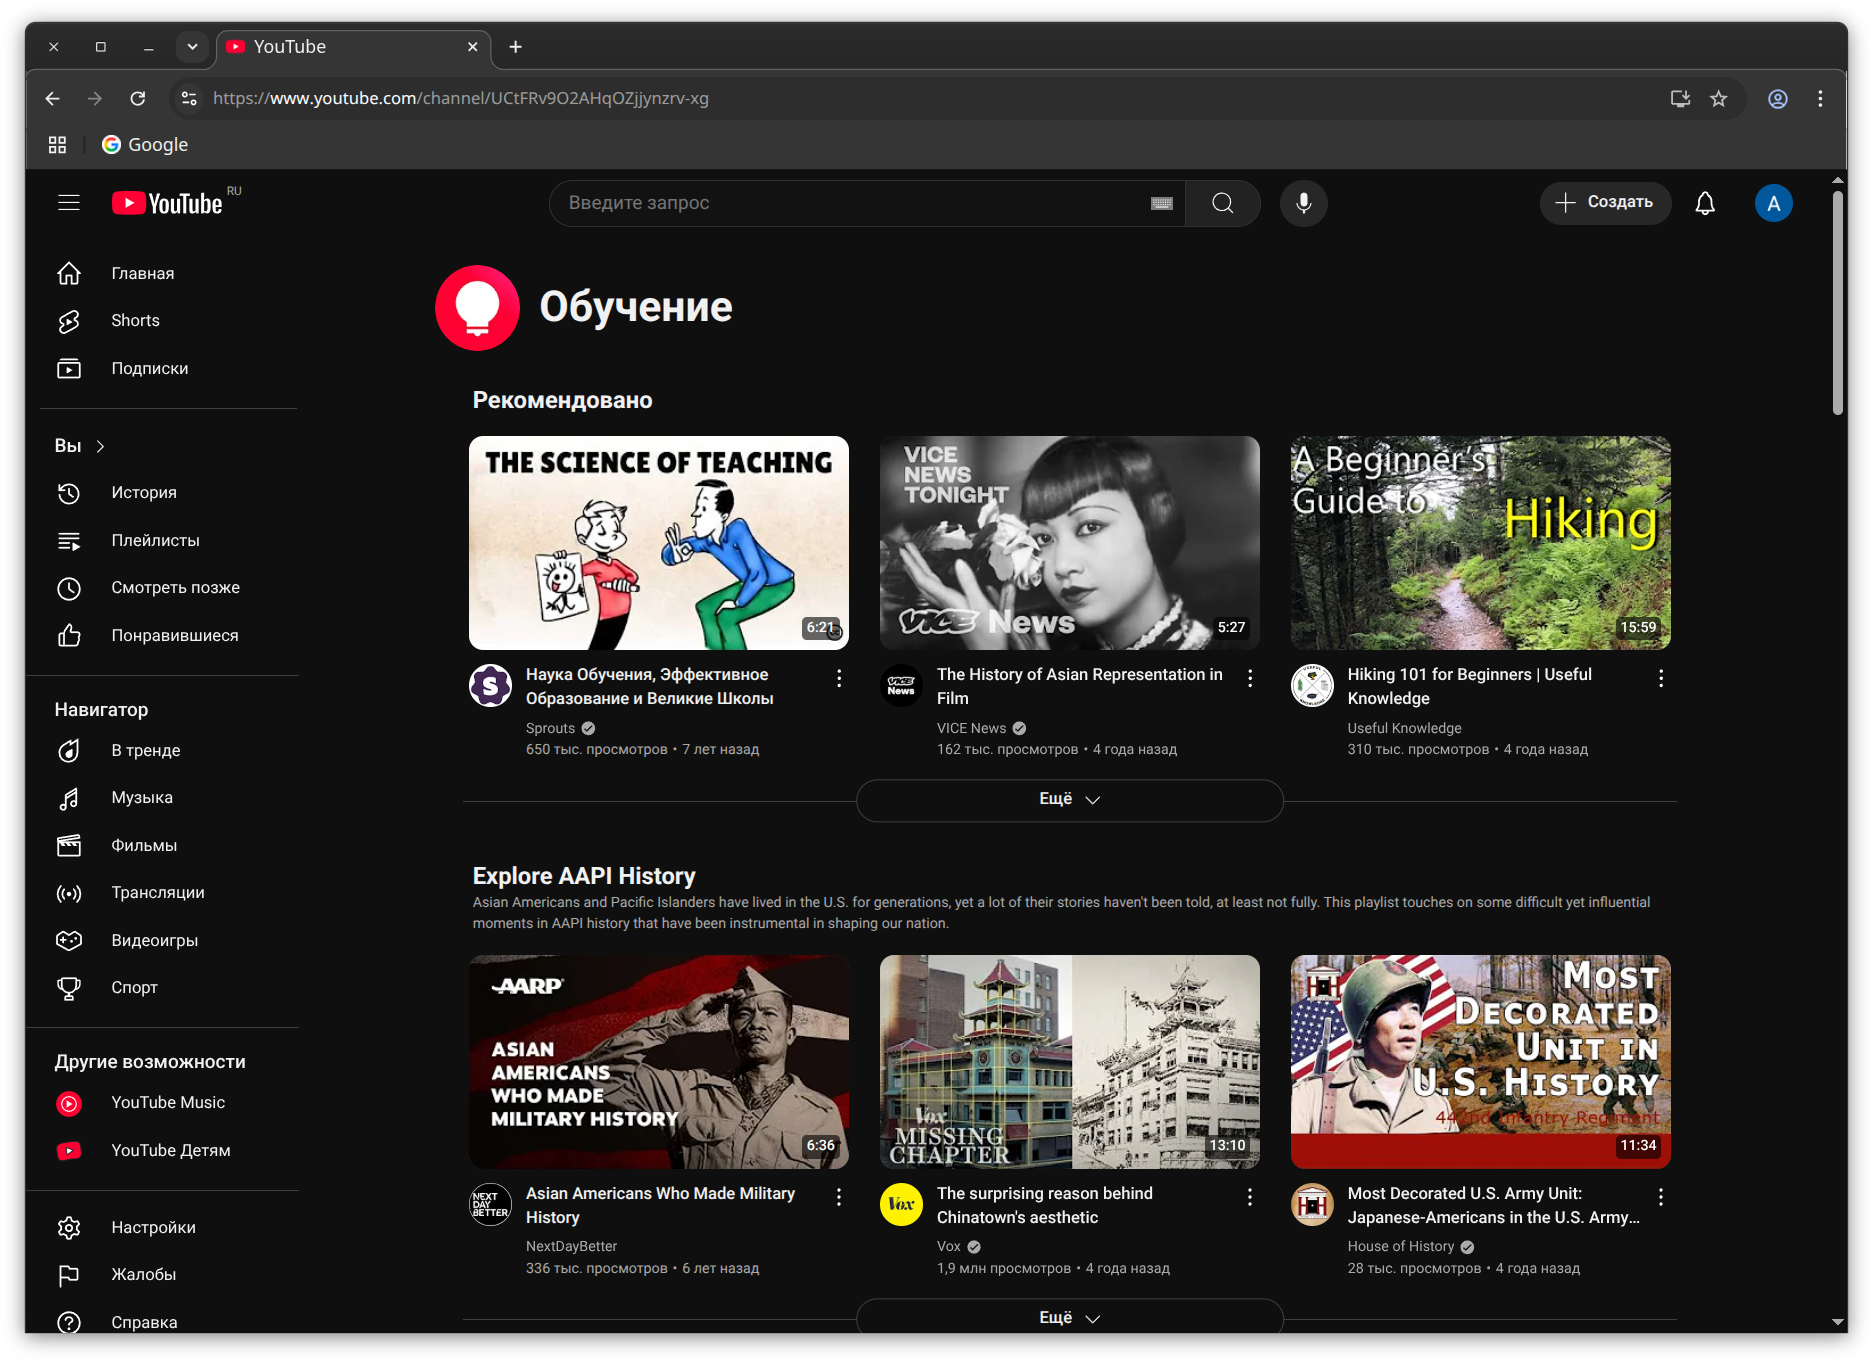 YouTube
https://www.youtube.com/channel/UCtFRv9O2AHqOZjjynzrv-xg
Google
YouTube RU
Введите запрос
Создать
A
Главная
Shorts
Подписки
Вы
История
Плейлисты
Смотреть позже
Понравившиеся
Навигатор
В тренде
Музыка
Фильмы
Трансляции
Видеоигры
Спорт
Другие возможности
YouTube Music
YouTube Детям
Настройки
Жалобы
Справка
Обучение
Рекомендовано
THE SCIENCE OF TEACHING
6:21
S
Наука Обучения, Эффективное
Образование и Великие Школы
Sprouts
650 тыс. просмотров • 7 лет назад
VICE
NEWS
TONIGHT
VICE News
5:27
VICE
News
The History of Asian Representation in
Film
VICE News
162 тыс. просмотров • 4 года назад
A Beginner's
Guide to
Hiking
15:59
Hiking 101 for Beginners | Useful
Knowledge
Useful Knowledge
310 тыс. просмотров • 4 года назад
Ещё
Explore AAPI History
Asian Americans and Pacific Islanders have lived in the U.S. for generations, yet a lot of their stories haven't been told, at least not fully. This playlist touches on some difficult yet influential
moments in AAPI history that have been instrumental in shaping our nation.
AARP
ASIAN
AMERICANS
WHO MADE
MILITARY HISTORY
6:36
NEXT
DAY
BETTER
Asian Americans Who Made Military
History
NextDayBetter
336 тыс. просмотров • 6 лет назад
Vox
MISSING
CHAPTER
13:10
Vox
The surprising reason behind
Chinatown's aesthetic
Vox
1,9 млн просмотров • 4 года назад
MOST
DECORATED
UNIT IN
U.S. HISTORY
442nd Infantry Regiment
11:34
Most Decorated U.S. Army Unit:
Japanese-Americans in the U.S. Army...
House of History
28 тыс. просмотров • 4 года назад
Ещё